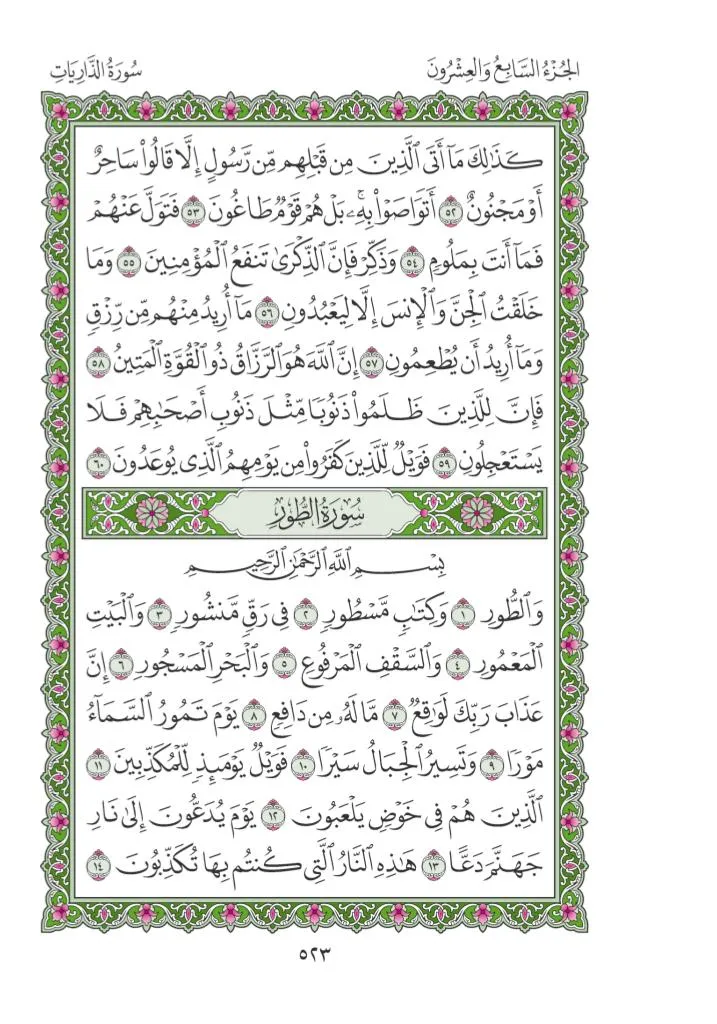 الجُزْءُ السَّابِعُ وَالعِشْرُونَ
سُورَةُ الذَّارِيَاتِ
كَذَٰلِكَ مَآ أَتَى ٱلَّذِينَ مِن قَبْلِهِم مِّن رَّسُولٍ إِلَّا قَالُوا۟ سَاحِرٌ
أَوْ مَجْنُونٌ ٥٢ أَتَوَاصَوْا۟ بِهِۦۚ بَلْ هُمْ قَوْمٌ طَاغُونَ ٥٣ فَتَوَلَّ عَنْهُمْ
فَمَآ أَنتَ بِمَلُومٍ ٥٤ وَذَكِّرْ فَإِنَّ ٱلذِّكْرَىٰ تَنفَعُ ٱلْمُؤْمِنِينَ ٥٥ وَمَا
خَلَقْتُ ٱلْجِنَّ وَٱلْإِنسَ إِلَّا لِيَعْبُدُونِ ٥٦ مَآ أُرِيدُ مِنْهُم مِّن رِّزْقٍ
وَمَآ أُرِيدُ أَن يُطْعِمُونِ ٥٧ إِنَّ ٱللَّهَ هُوَ ٱلرَّزَّاقُ ذُو ٱلْقُوَّةِ ٱلْمَتِينُ ٥٨
فَإِنَّ لِلَّذِينَ ظَلَمُوا۟ ذَنُوبًا مِّثْلَ ذَنُوبِ أَصْحَٰبِهِمْ فَلَا
يَسْتَعْجِلُونِ ٥٩ فَوَيْلٌ لِّلَّذِينَ كَفَرُوا۟ مِن يَوْمِهِمُ ٱلَّذِى يُوعَدُونَ ٦٠
سُورَةُ الطُّورِ
بِسْمِ ٱللَّهِ ٱلرَّحْمَٰنِ ٱلرَّحِيمِ
وَٱلطُّورِ ١ وَكِتَٰبٍ مَّسْطُورٍ ٢ فِى رَقٍّ مَّنشُورٍ ٣ وَٱلْبَيْتِ
ٱلْمَعْمُورِ ٤ وَٱلسَّقْفِ ٱلْمَرْفُوعِ ٥ وَٱلْبَحْرِ ٱلْمَسْجُورِ ٦ إِنَّ
عَذَابَ رَبِّكَ لَوَٰقِعٌ ٧ مَّا لَهُۥ مِن دَافِعٍ ٨ يَوْمَ تَمُورُ ٱلسَّمَآءُ
مَوْرًا ٩ وَتَسِيرُ ٱلْجِبَالُ سَيْرًا ١٠ فَوَيْلٌ يَوْمَئِذٍ لِّلْمُكَذِّبِينَ ١١
ٱلَّذِينَ هُمْ فِى خَوْضٍ يَلْعَبُونَ ١٢ يَوْمَ يُدَعُّونَ إِلَىٰ نَارِ
جَهَنَّمَ دَعًّا ١٣ هَٰذِهِ ٱلنَّارُ ٱلَّتِى كُنتُم بِهَا تُكَذِّبُونَ ١٤
٥٢٣